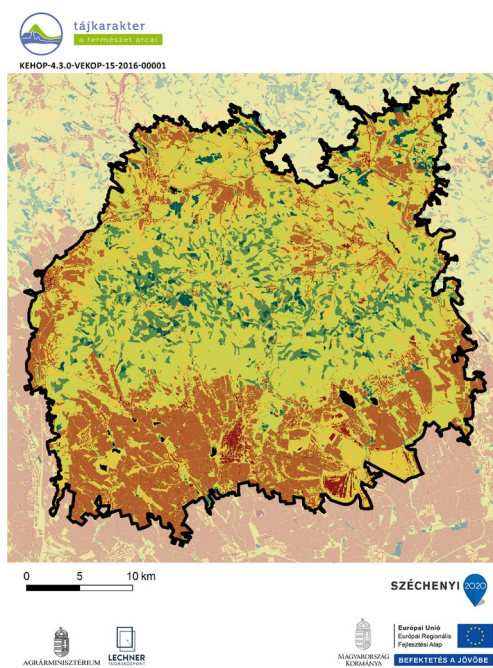 tájkarakter
a természet arcai
KEHOP-4.3.0-VEKOP-15-2016-00001
0 5 10 km
SZÉCHENYI 2020
AGRÁRMINISZTÉRIUM
LECHNER
TUDÁSKÖZPONT
MAGYARORSZÁG
KORMÁNYA
Európai Unió
Európai Regionális
Fejlesztési Alap
BEFEKTETÉS A JÖVŐBE